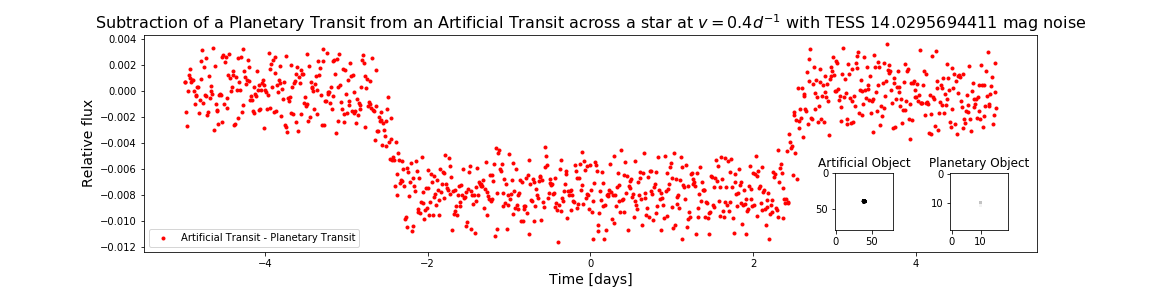 Subtraction of a Planetary Transit from an Artificial Transit across a star at v = 0.4d⁻¹ with TESS 14.0295694411 mag noise
0.004
0.002
0.000
−0.002
−0.004
−0.006
−0.008
−0.010
−0.012
Relative flux
Artificial Object
0
50
0 50
Planetary Object
0
10
0 10
Artificial Transit - Planetary Transit
−4 −2 0 2 4
Time [days]